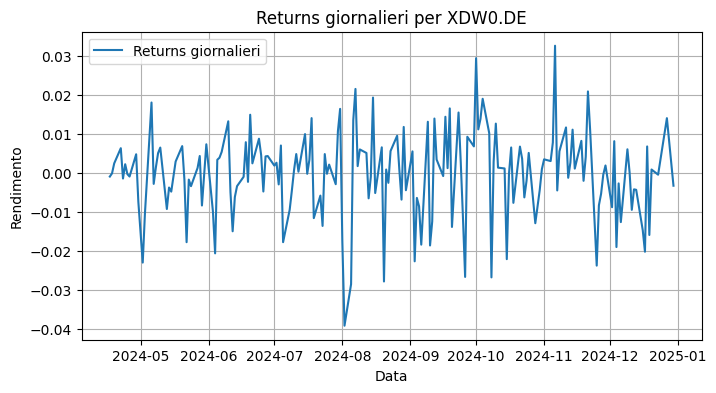 Returns giornalieri per XDW0.DE
Returns giornalieri
Rendimento
0.03
0.02
0.01
0.00
−0.01
−0.02
−0.03
−0.04
2024-05 2024-06 2024-07 2024-08 2024-09 2024-10 2024-11 2024-12 2025-01
Data